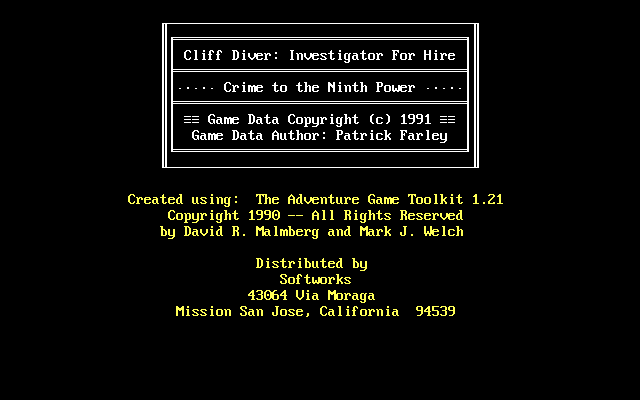 Cliff Diver: Investigator For Hire
····· Crime to the Ninth Power ·····
≡≡ Game Data Copyright (c) 1991 ≡≡
Game Data Author: Patrick Farley
Created using:  The Adventure Game Toolkit 1.21
Copyright 1990 -- All Rights Reserved
by David R. Malmberg and Mark J. Welch
Distributed by
Softworks
43064 Via Moraga
Mission San Jose, California  94539